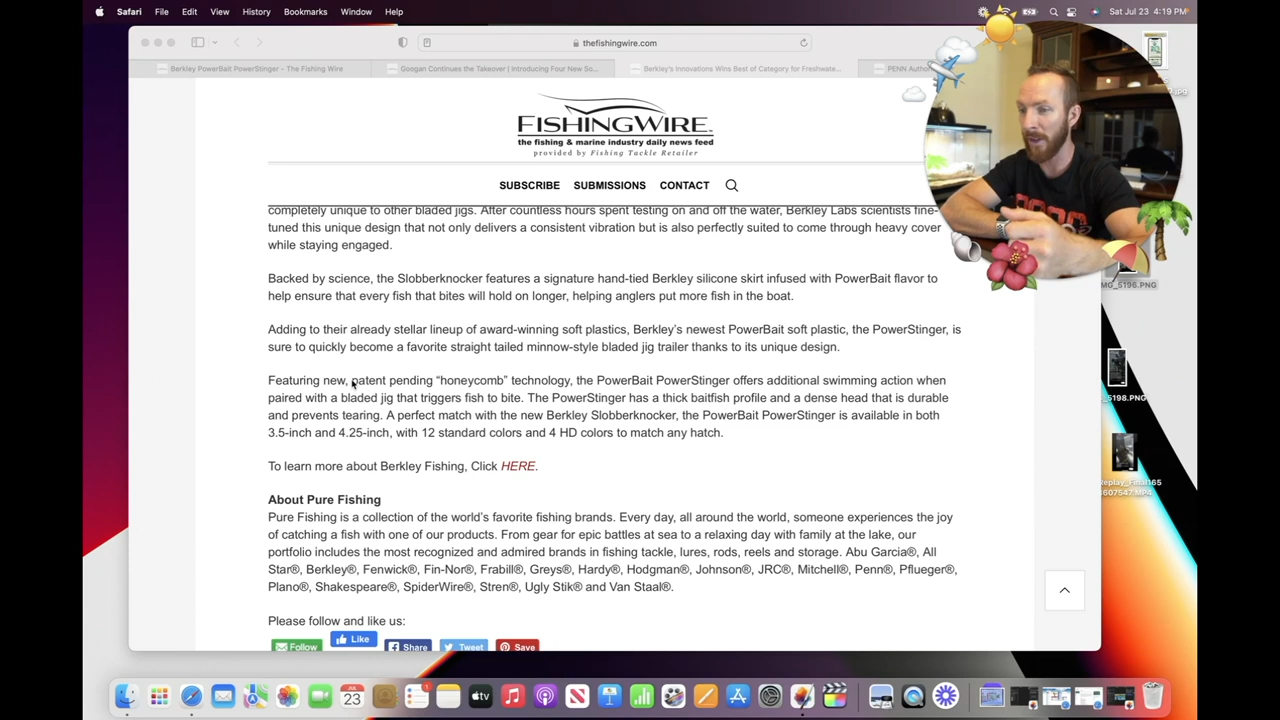 Safari File Edit View History Bookmarks Window Help
Sat Jul 23 4:19 PM
thefishingwire.com
Berkley PowerBait PowerStinger – The Fishing Wire
Googan Continues the Takeover | Introducing Four New So...
Berkley's Innovations Wins Best of Category for Freshwate...
PENN Autho
FISHINGWIRE
the fishing & marine industry daily news feed
provided by Fishing Tackle Retailer
SUBSCRIBE SUBMISSIONS CONTACT
completely unique to other bladed jigs. After countless hours spent testing on and off the water, Berkley Labs scientists fine-
tuned this unique design that not only delivers a consistent vibration but is also perfectly suited to come through heavy cover
while staying engaged.
Backed by science, the Slobberknocker features a signature hand-tied Berkley silicone skirt infused with PowerBait flavor to
help ensure that every fish that bites will hold on longer, helping anglers put more fish in the boat.
Adding to their already stellar lineup of award-winning soft plastics, Berkley's newest PowerBait soft plastic, the PowerStinger, is
sure to quickly become a favorite straight tailed minnow-style bladed jig trailer thanks to its unique design.
Featuring new, patent pending “honeycomb” technology, the PowerBait PowerStinger offers additional swimming action when
paired with a bladed jig that triggers fish to bite. The PowerStinger has a thick baitfish profile and a dense head that is durable
and prevents tearing. A perfect match with the new Berkley Slobberknocker, the PowerBait PowerStinger is available in both
3.5-inch and 4.25-inch, with 12 standard colors and 4 HD colors to match any hatch.
To learn more about Berkley Fishing, Click HERE.
About Pure Fishing
Pure Fishing is a collection of the world's favorite fishing brands. Every day, all around the world, someone experiences the joy
of catching a fish with one of our products. From gear for epic battles at sea to a relaxing day with family at the lake, our
portfolio includes the most recognized and admired brands in fishing tackle, lures, rods, reels and storage. Abu Garcia®, All
Star®, Berkley®, Fenwick®, Fin-Nor®, Frabill®, Greys®, Hardy®, Hodgman®, Johnson®, JRC®, Mitchell®, Penn®, Pflueger®,
Plano®, Shakespeare®, SpiderWire®, Stren®, Ugly Stik® and Van Staal®.
Please follow and like us:
Follow Like Share Tweet Save
MG_5196.PNG
_5198.PNG
eplay_Final165
607547.MP4
JUL
23
tv